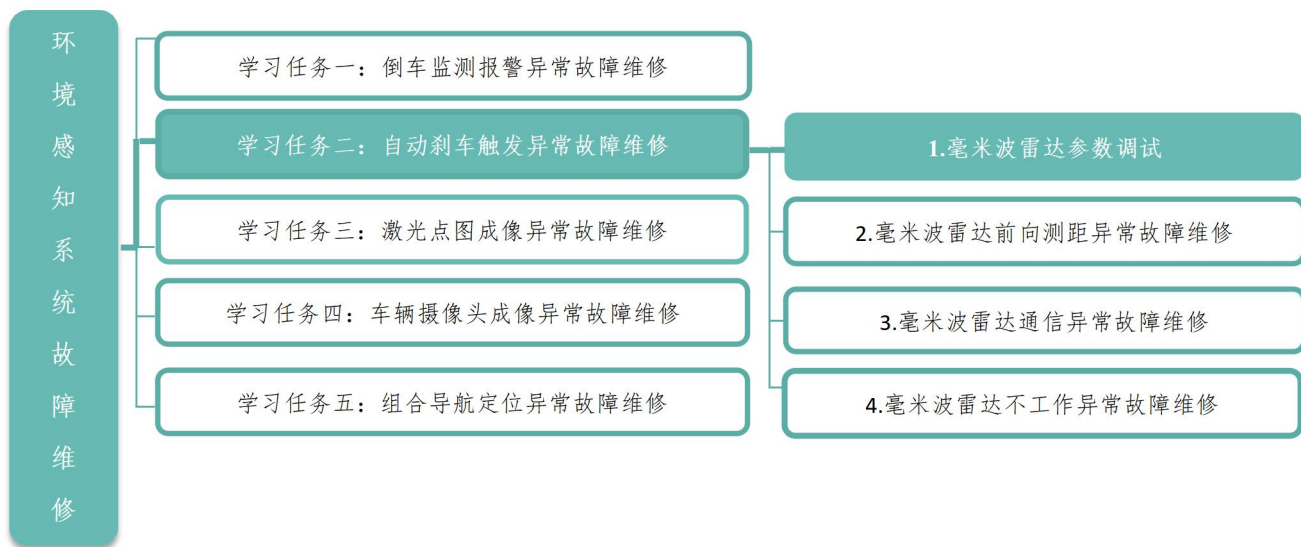 环境感知系统故障维修
学习任务一：倒车监测报警异常故障维修
学习任务二：自动刹车触发异常故障维修
学习任务三：激光点图成像异常故障维修
学习任务四：车辆摄像头成像异常故障维修
学习任务五：组合导航定位异常故障维修
1.毫米波雷达参数调试
2.毫米波雷达前向测距异常故障维修
3.毫米波雷达通信异常故障维修
4.毫米波雷达不工作异常故障维修